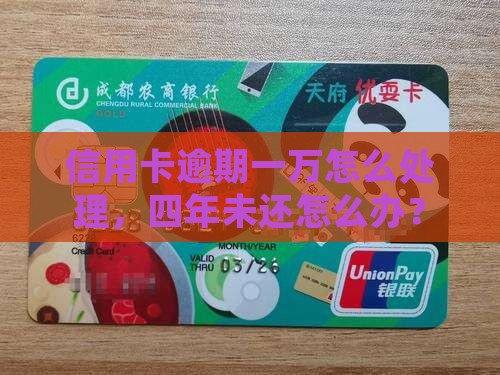 成都农商银行
CHENGDU RURAL COMMERCIAL BANK
GOLD
天府 优耍卡
信用卡逾期一万怎么处
理，四年未还怎么办？
Credit Card
MONTH/YEAR
VALID
THRU 03/26
UnionPay
银联